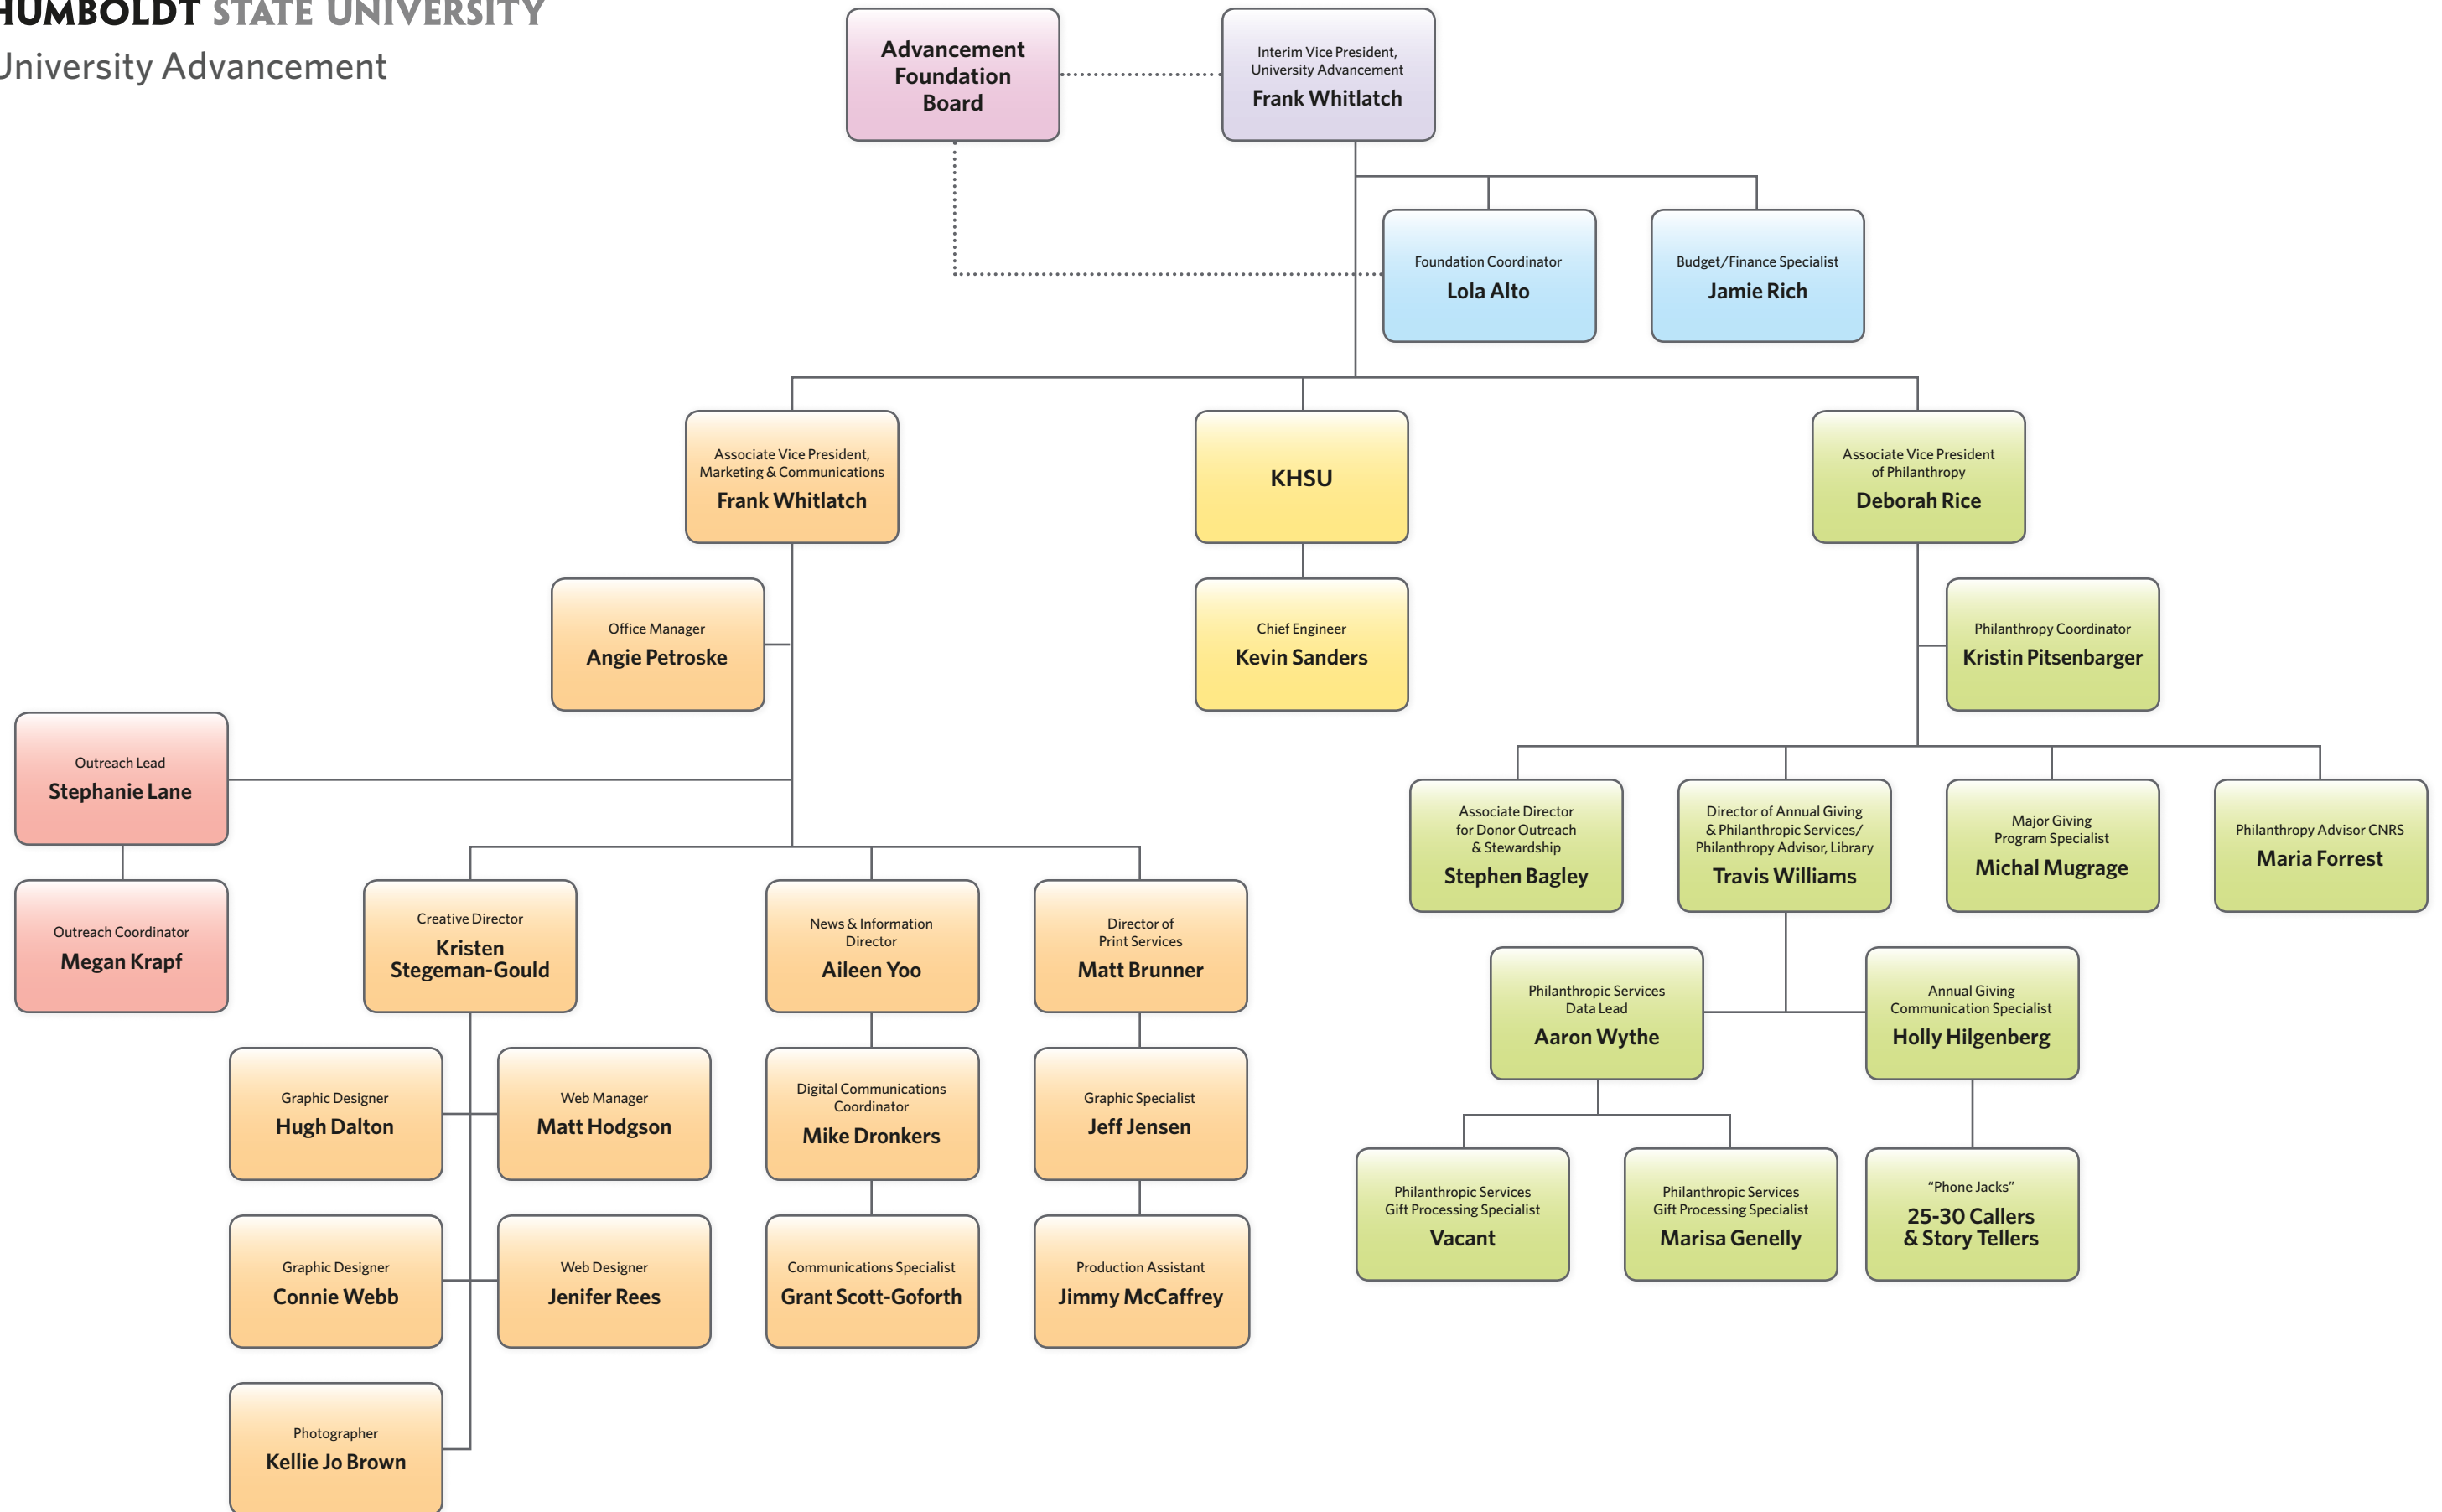 HUMBOLDT STATE UNIVERSITY
University Advancement
Advancement
Foundation
Board
Interim Vice President,
University Advancement
Frank Whitlatch
Foundation Coordinator
Lola Alto
Budget/Finance Specialist
Jamie Rich
Associate Vice President,
Marketing & Communications
Frank Whitlatch
KHSU
Associate Vice President
of Philanthropy
Deborah Rice
Office Manager
Angie Petroske
Chief Engineer
Kevin Sanders
Philanthropy Coordinator
Kristin Pitsenbarger
Outreach Lead
Stephanie Lane
Associate Director
for Donor Outreach
& Stewardship
Stephen Bagley
Director of Annual Giving
& Philanthropic Services/
Philanthropy Advisor, Library
Travis Williams
Major Giving
Program Specialist
Michal Mugrage
Philanthropy Advisor CNRS
Maria Forrest
Outreach Coordinator
Megan Krapf
Creative Director
Kristen
Stegeman-Gould
News & Information
Director
Aileen Yoo
Director of
Print Services
Matt Brunner
Philanthropic Services
Data Lead
Aaron Wythe
Annual Giving
Communication Specialist
Holly Hilgenberg
Graphic Designer
Hugh Dalton
Web Manager
Matt Hodgson
Digital Communications
Coordinator
Mike Dronkers
Graphic Specialist
Jeff Jensen
Philanthropic Services
Gift Processing Specialist
Vacant
Philanthropic Services
Gift Processing Specialist
Marisa Genelly
“Phone Jacks”
25-30 Callers
& Story Tellers
Graphic Designer
Connie Webb
Web Designer
Jenifer Rees
Communications Specialist
Grant Scott-Goforth
Production Assistant
Jimmy McCaffrey
Photographer
Kellie Jo Brown